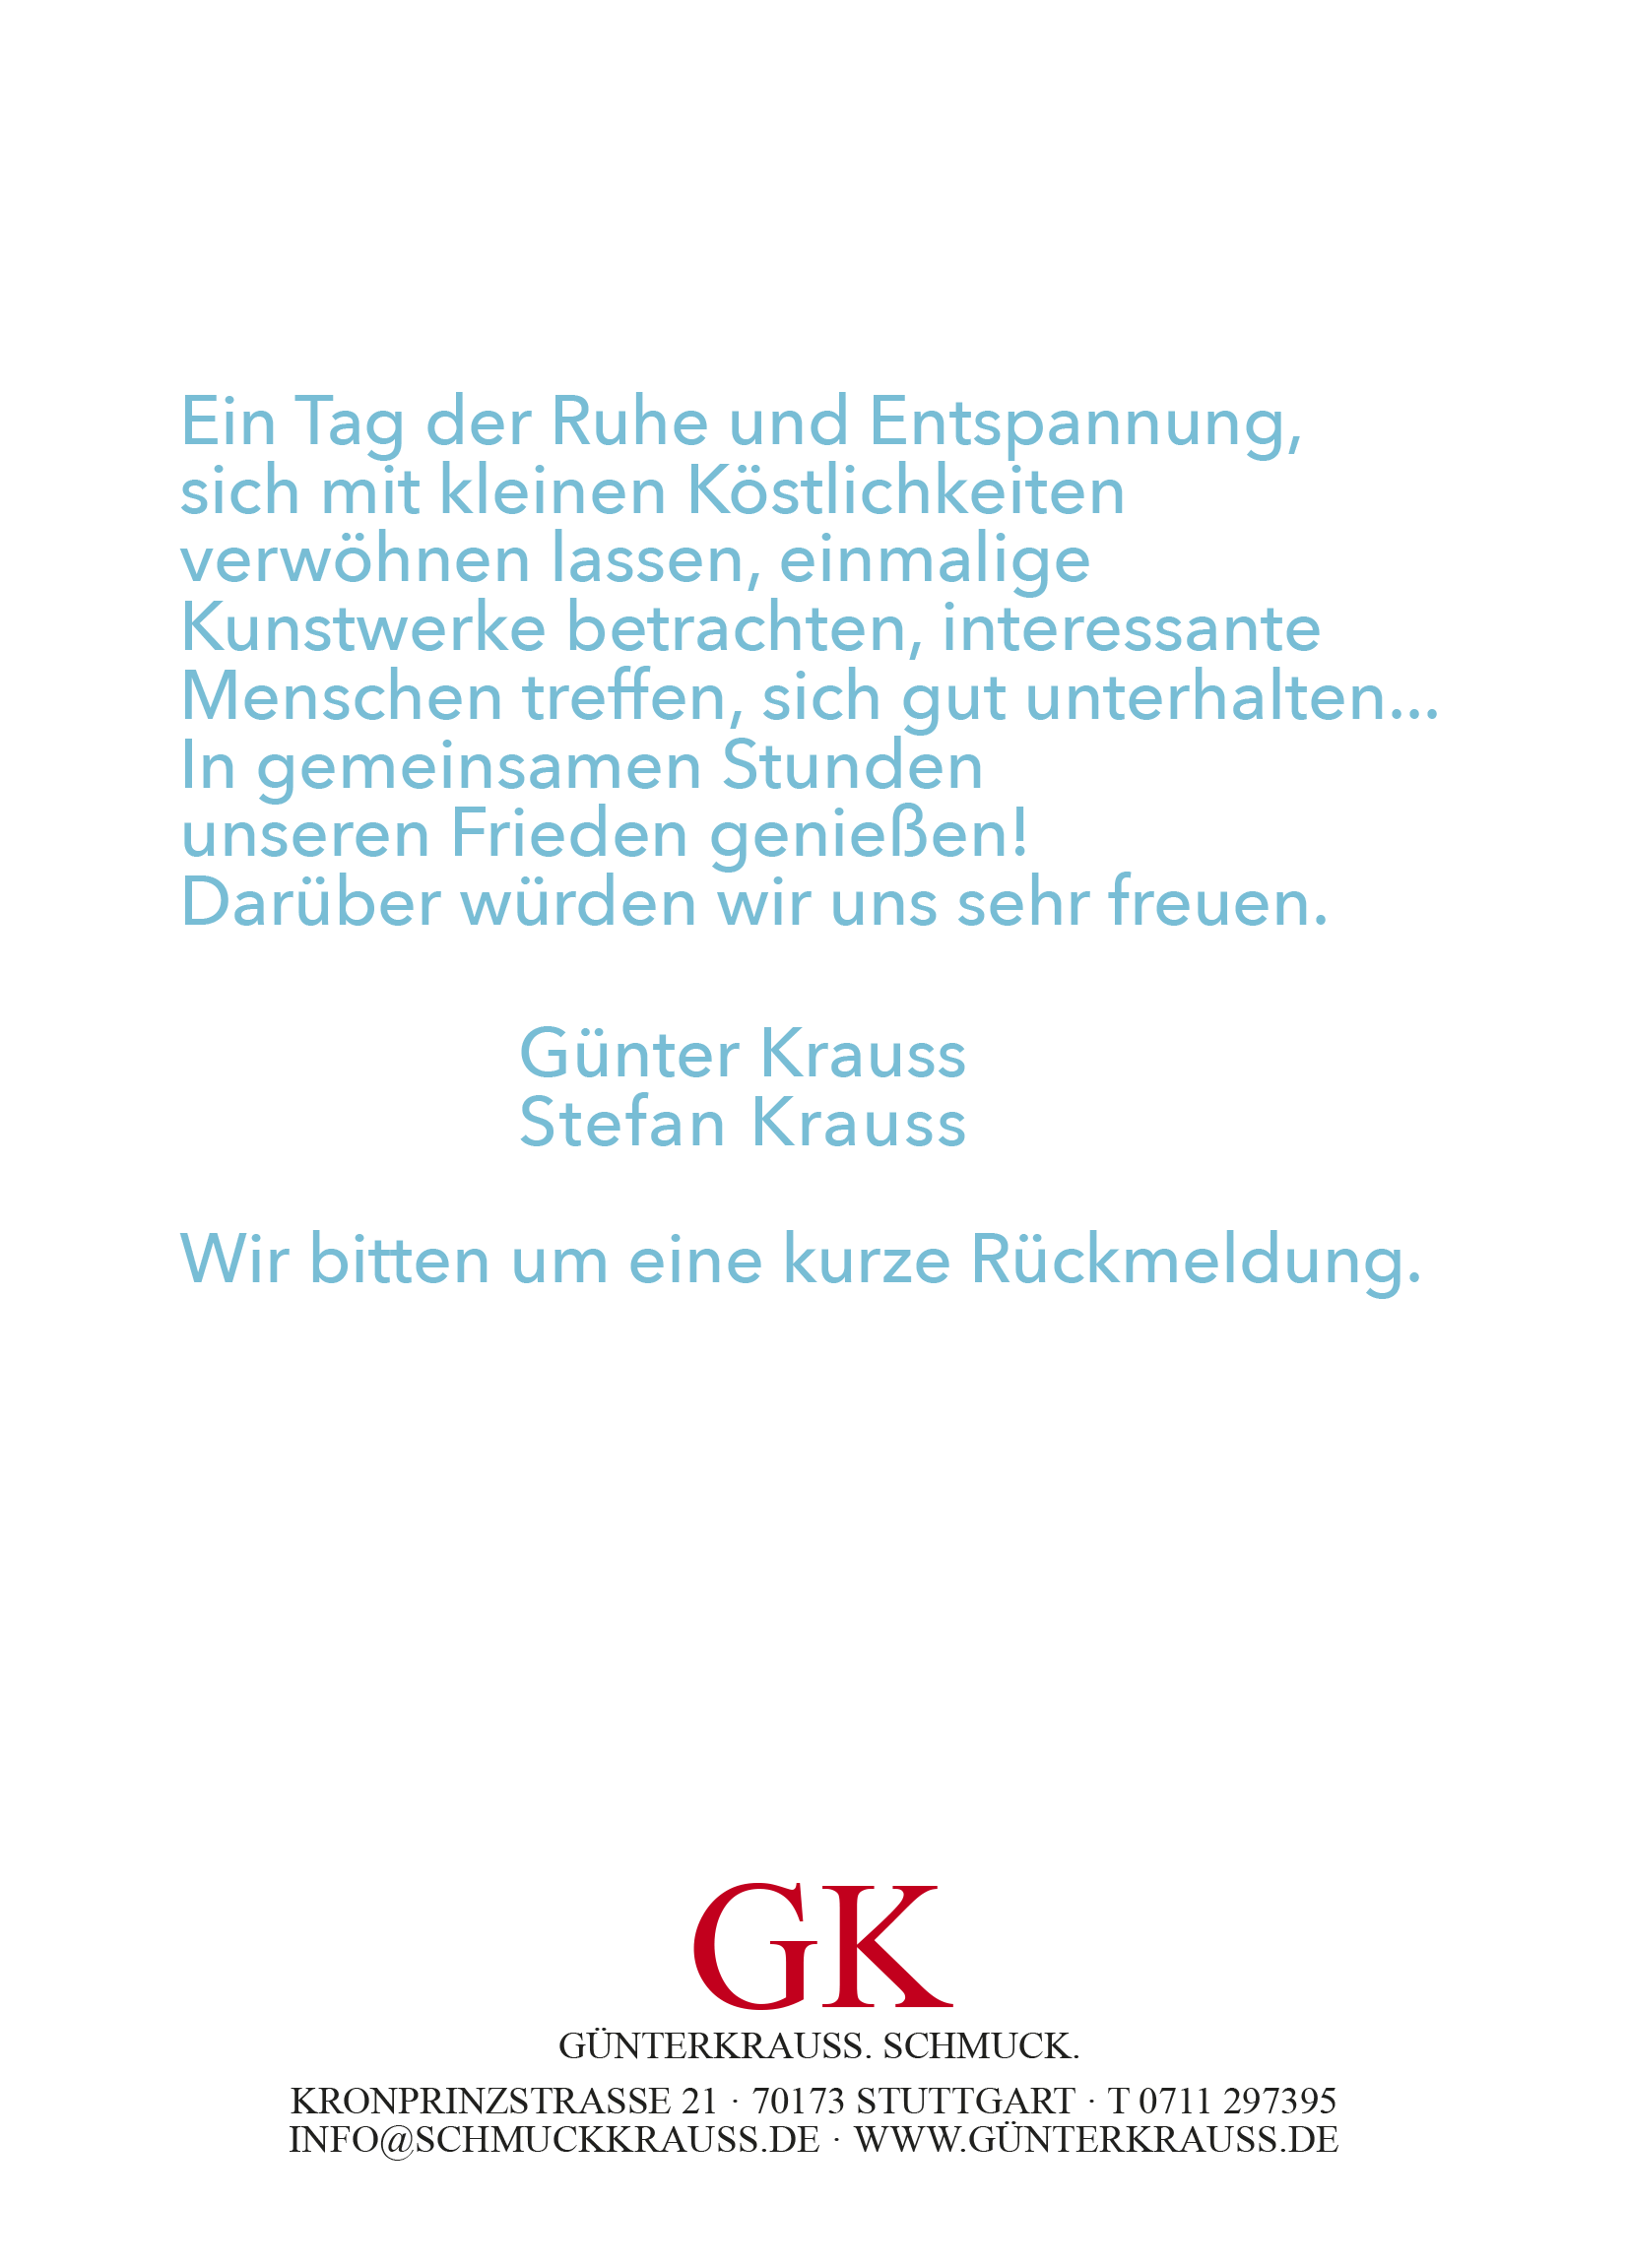 Ein Tag der Ruhe und Entspannung,
sich mit kleinen Köstlichkeiten
verwöhnen lassen, einmalige
Kunstwerke betrachten, interessante
Menschen treffen, sich gut unterhalten...
In gemeinsamen Stunden
unseren Frieden genießen!
Darüber würden wir uns sehr freuen.
Günter Krauss
Stefan Krauss
Wir bitten um eine kurze Rückmeldung.
GK
GÜNTERKRAUSS. SCHMUCK.
KRONPRINZSTRASSE 21 · 70173 STUTTGART · T 0711 297395
INFO@SCHMUCKKRAUSS.DE · WWW.GÜNTERKRAUSS.DE